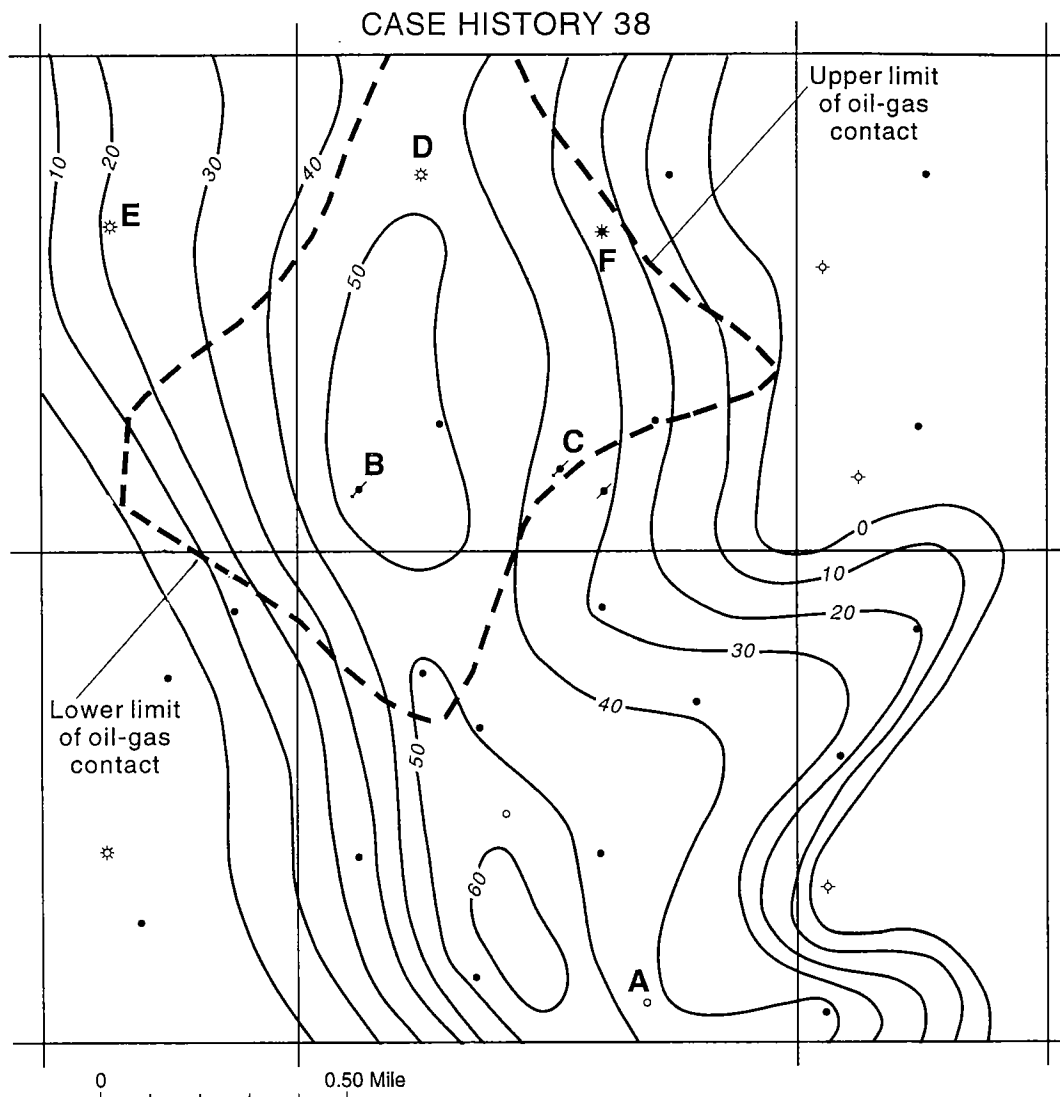 CASE HISTORY 38
Upper limit
of oil-gas
contact
D
10
20
30
40
E
F
50
B
C
0
10
20
30
40
Lower limit
of oil-gas
contact
50
60
A
0
0.50 Mile